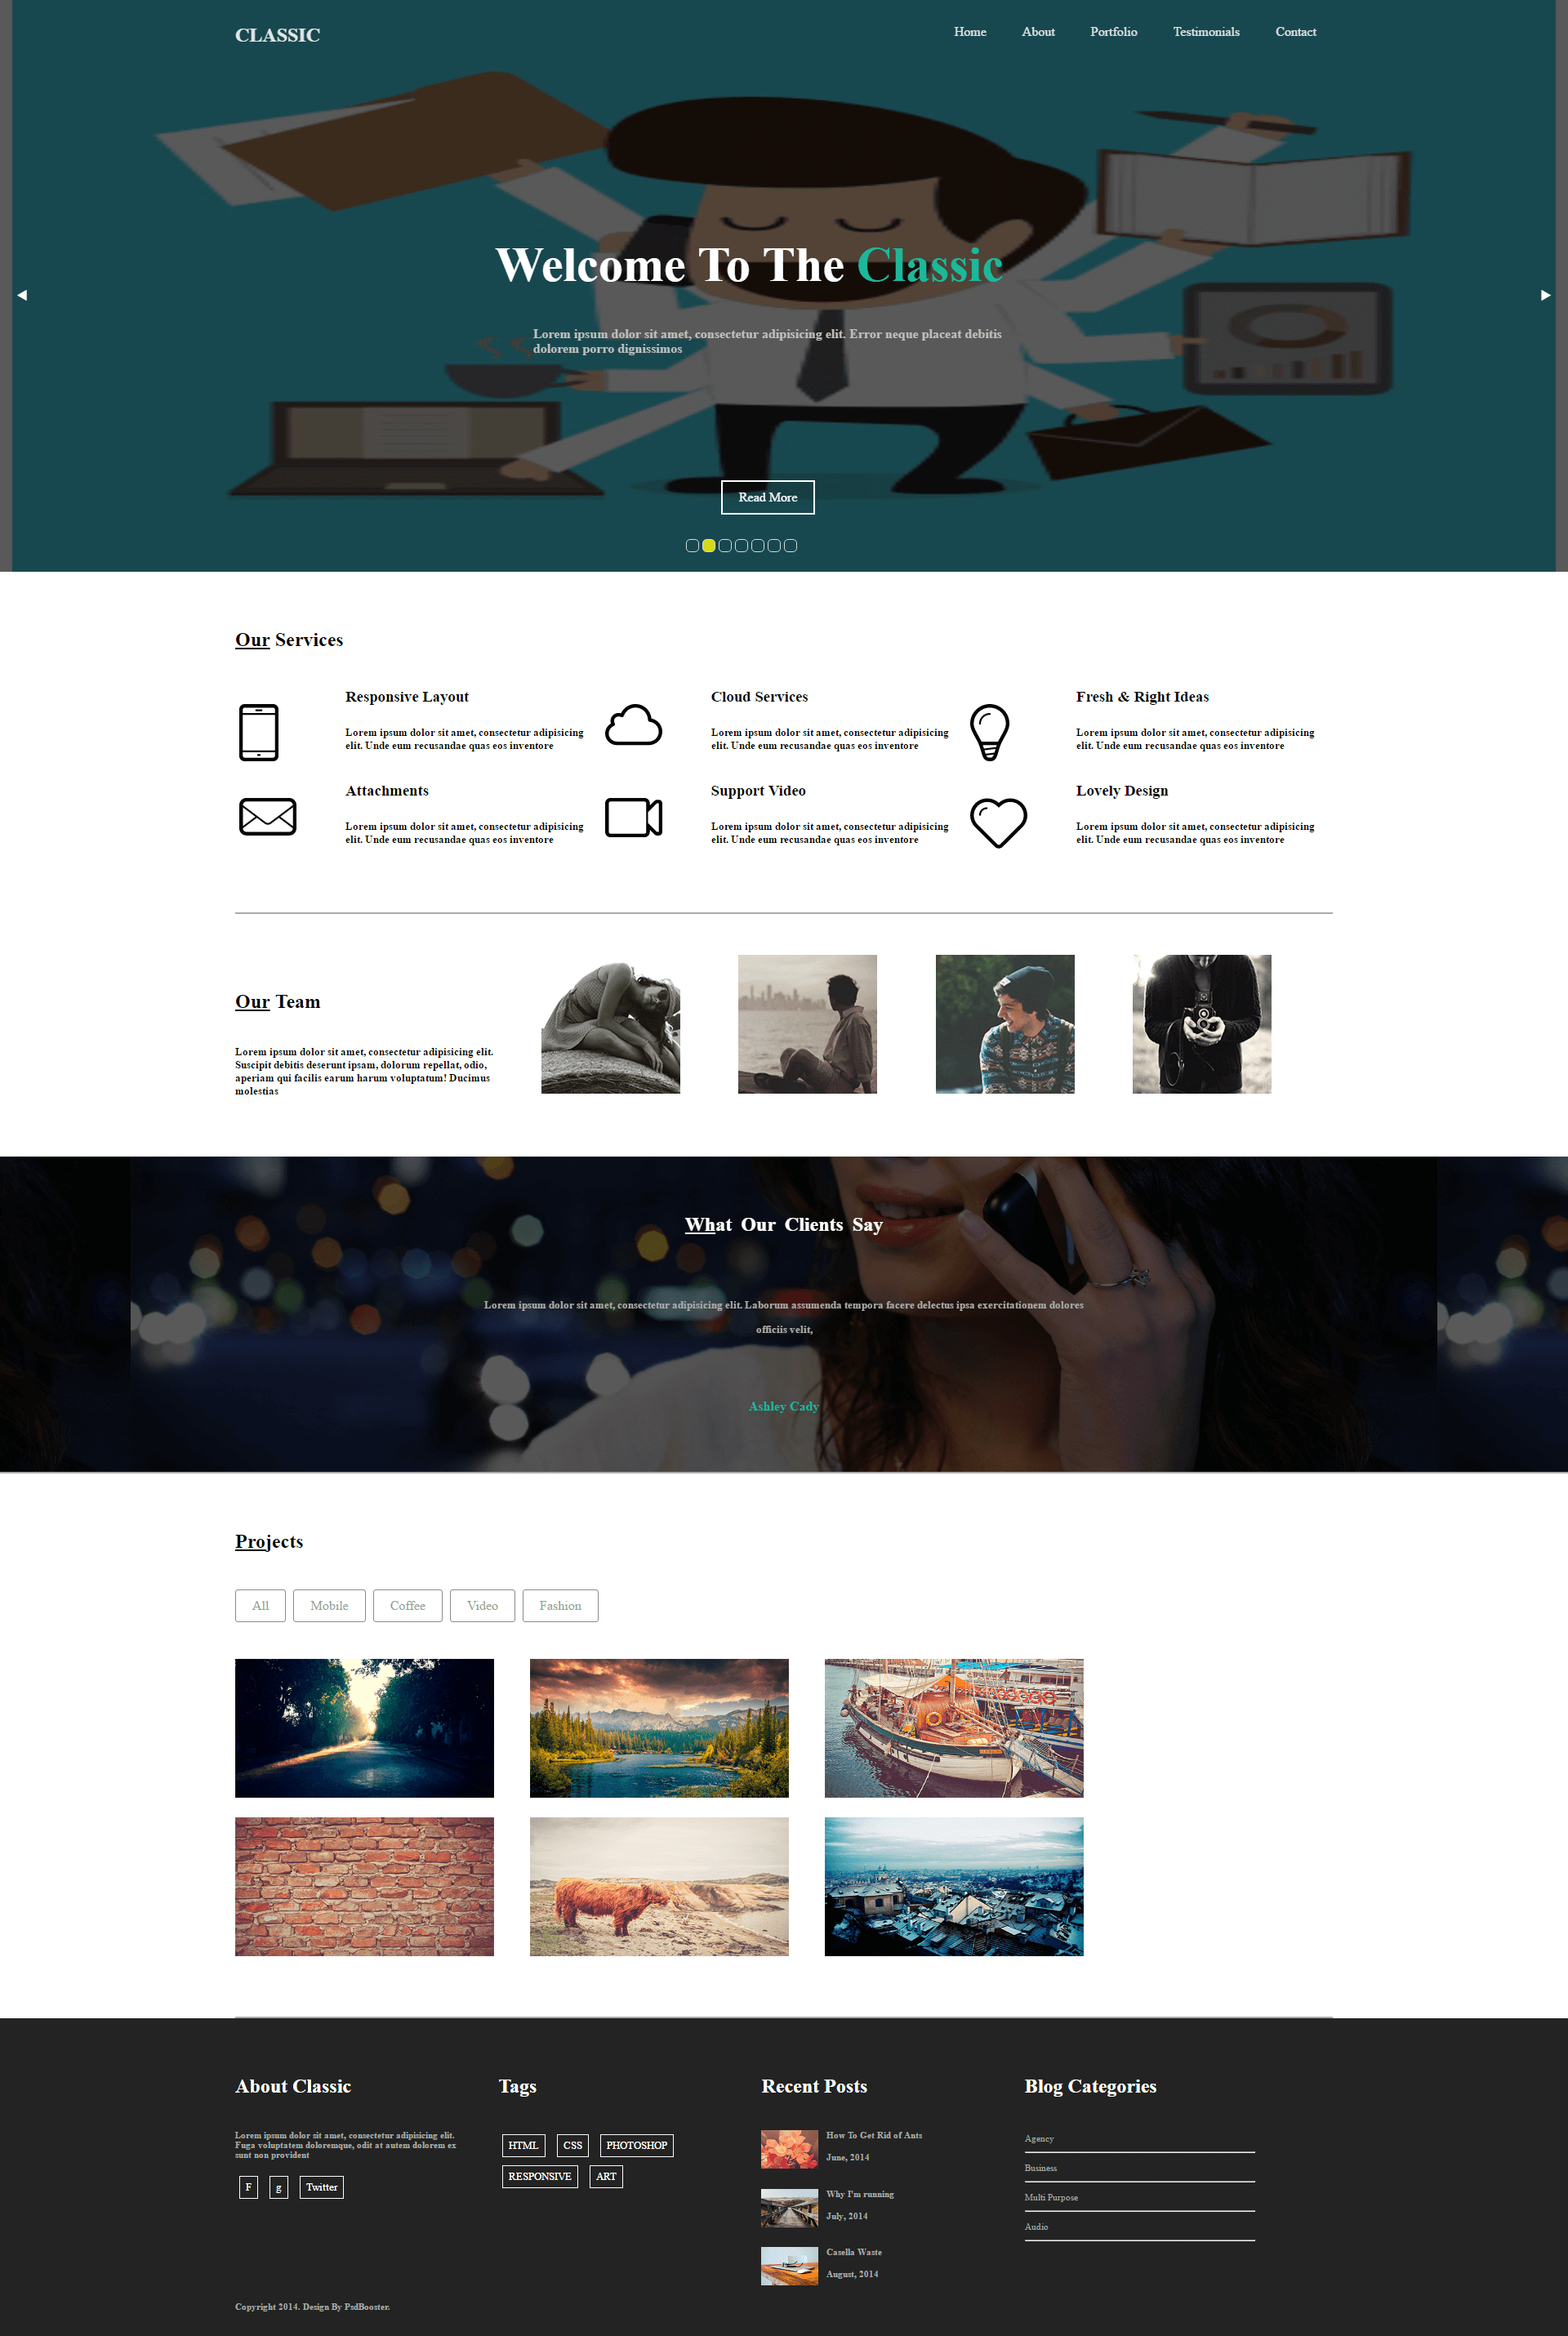 CLASSIC
Home About Portfolio Testimonials Contact
Welcome To The Classic
Lorem ipsum dolor sit amet, consectetur adipisicing elit. Error neque placeat debitis
dolorem porro dignissimos
Read More
Our Services
Responsive Layout
Lorem ipsum dolor sit amet, consectetur adipisicing
elit. Unde eum recusandae quas eos inventore
Cloud Services
Lorem ipsum dolor sit amet, consectetur adipisicing
elit. Unde eum recusandae quas eos inventore
Fresh & Right Ideas
Lorem ipsum dolor sit amet, consectetur adipisicing
elit. Unde eum recusandae quas eos inventore
Attachments
Lorem ipsum dolor sit amet, consectetur adipisicing
elit. Unde eum recusandae quas eos inventore
Support Video
Lorem ipsum dolor sit amet, consectetur adipisicing
elit. Unde eum recusandae quas eos inventore
Lovely Design
Lorem ipsum dolor sit amet, consectetur adipisicing
elit. Unde eum recusandae quas eos inventore
Our Team
Lorem ipsum dolor sit amet, consectetur adipisicing elit.
Suscipit debitis deserunt ipsam, dolorum repellat, odio,
aperiam qui facilis earum harum voluptatum! Ducimus
molestias
What Our Clients Say
Lorem ipsum dolor sit amet, consectetur adipisicing elit. Laborum assumenda tempora facere delectus ipsa exercitationem dolores
officiis velit,
Ashley Cady
Projects
All Mobile Coffee Video Fashion
About Classic
Lorem ipsum dolor sit amet, consectetur adipisicing elit.
Fuga voluptatem doloremque, odit at autem dolorem ex
sunt non provident
F g Twitter
Tags
HTML CSS PHOTOSHOP
RESPONSIVE ART
Recent Posts
How To Get Rid of Ants
June, 2014
Why I'm running
July, 2014
Casella Waste
August, 2014
Blog Categories
Agency
Business
Multi Purpose
Audio
Copyright 2014. Design By PsdBooster.